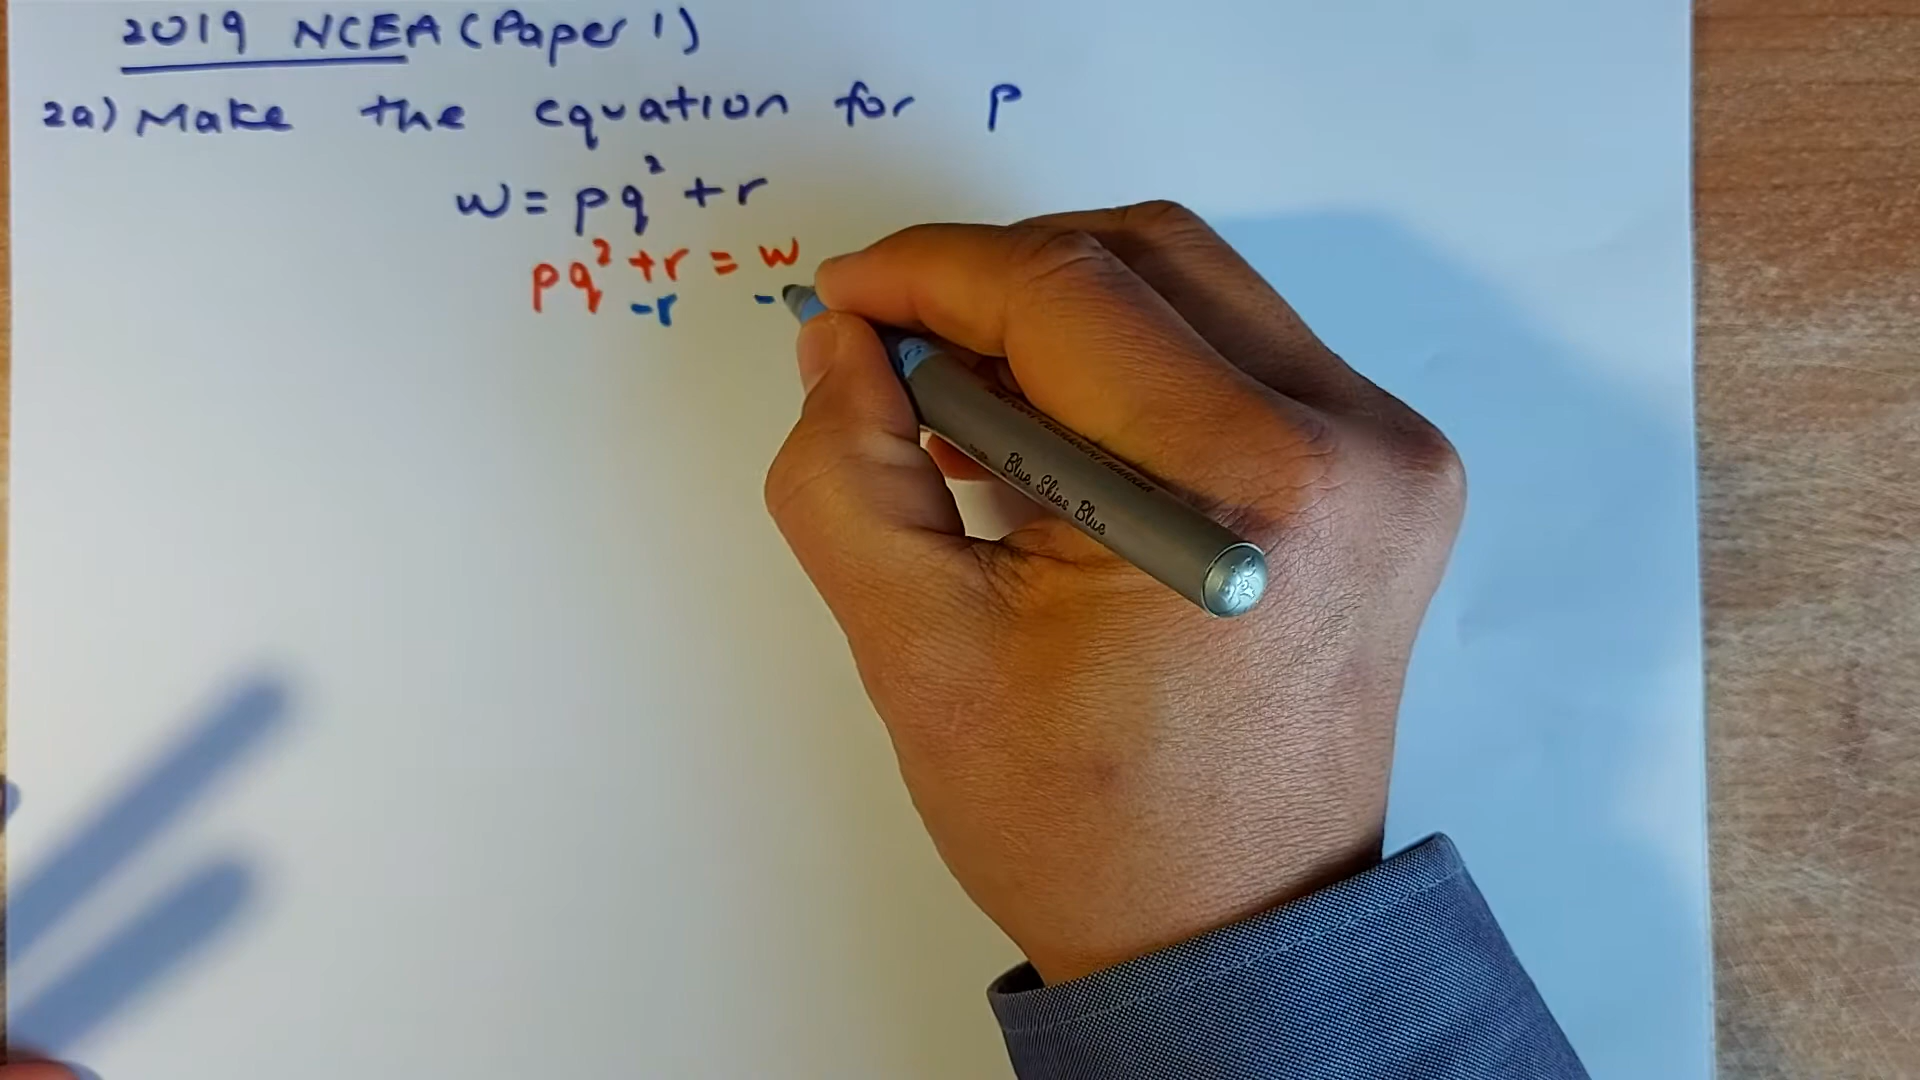 2019 NCEA (Paper 1)
2a) Make the equation for p
w = pq² + r
pq² + r = w
-r -
Blue Skies Blue